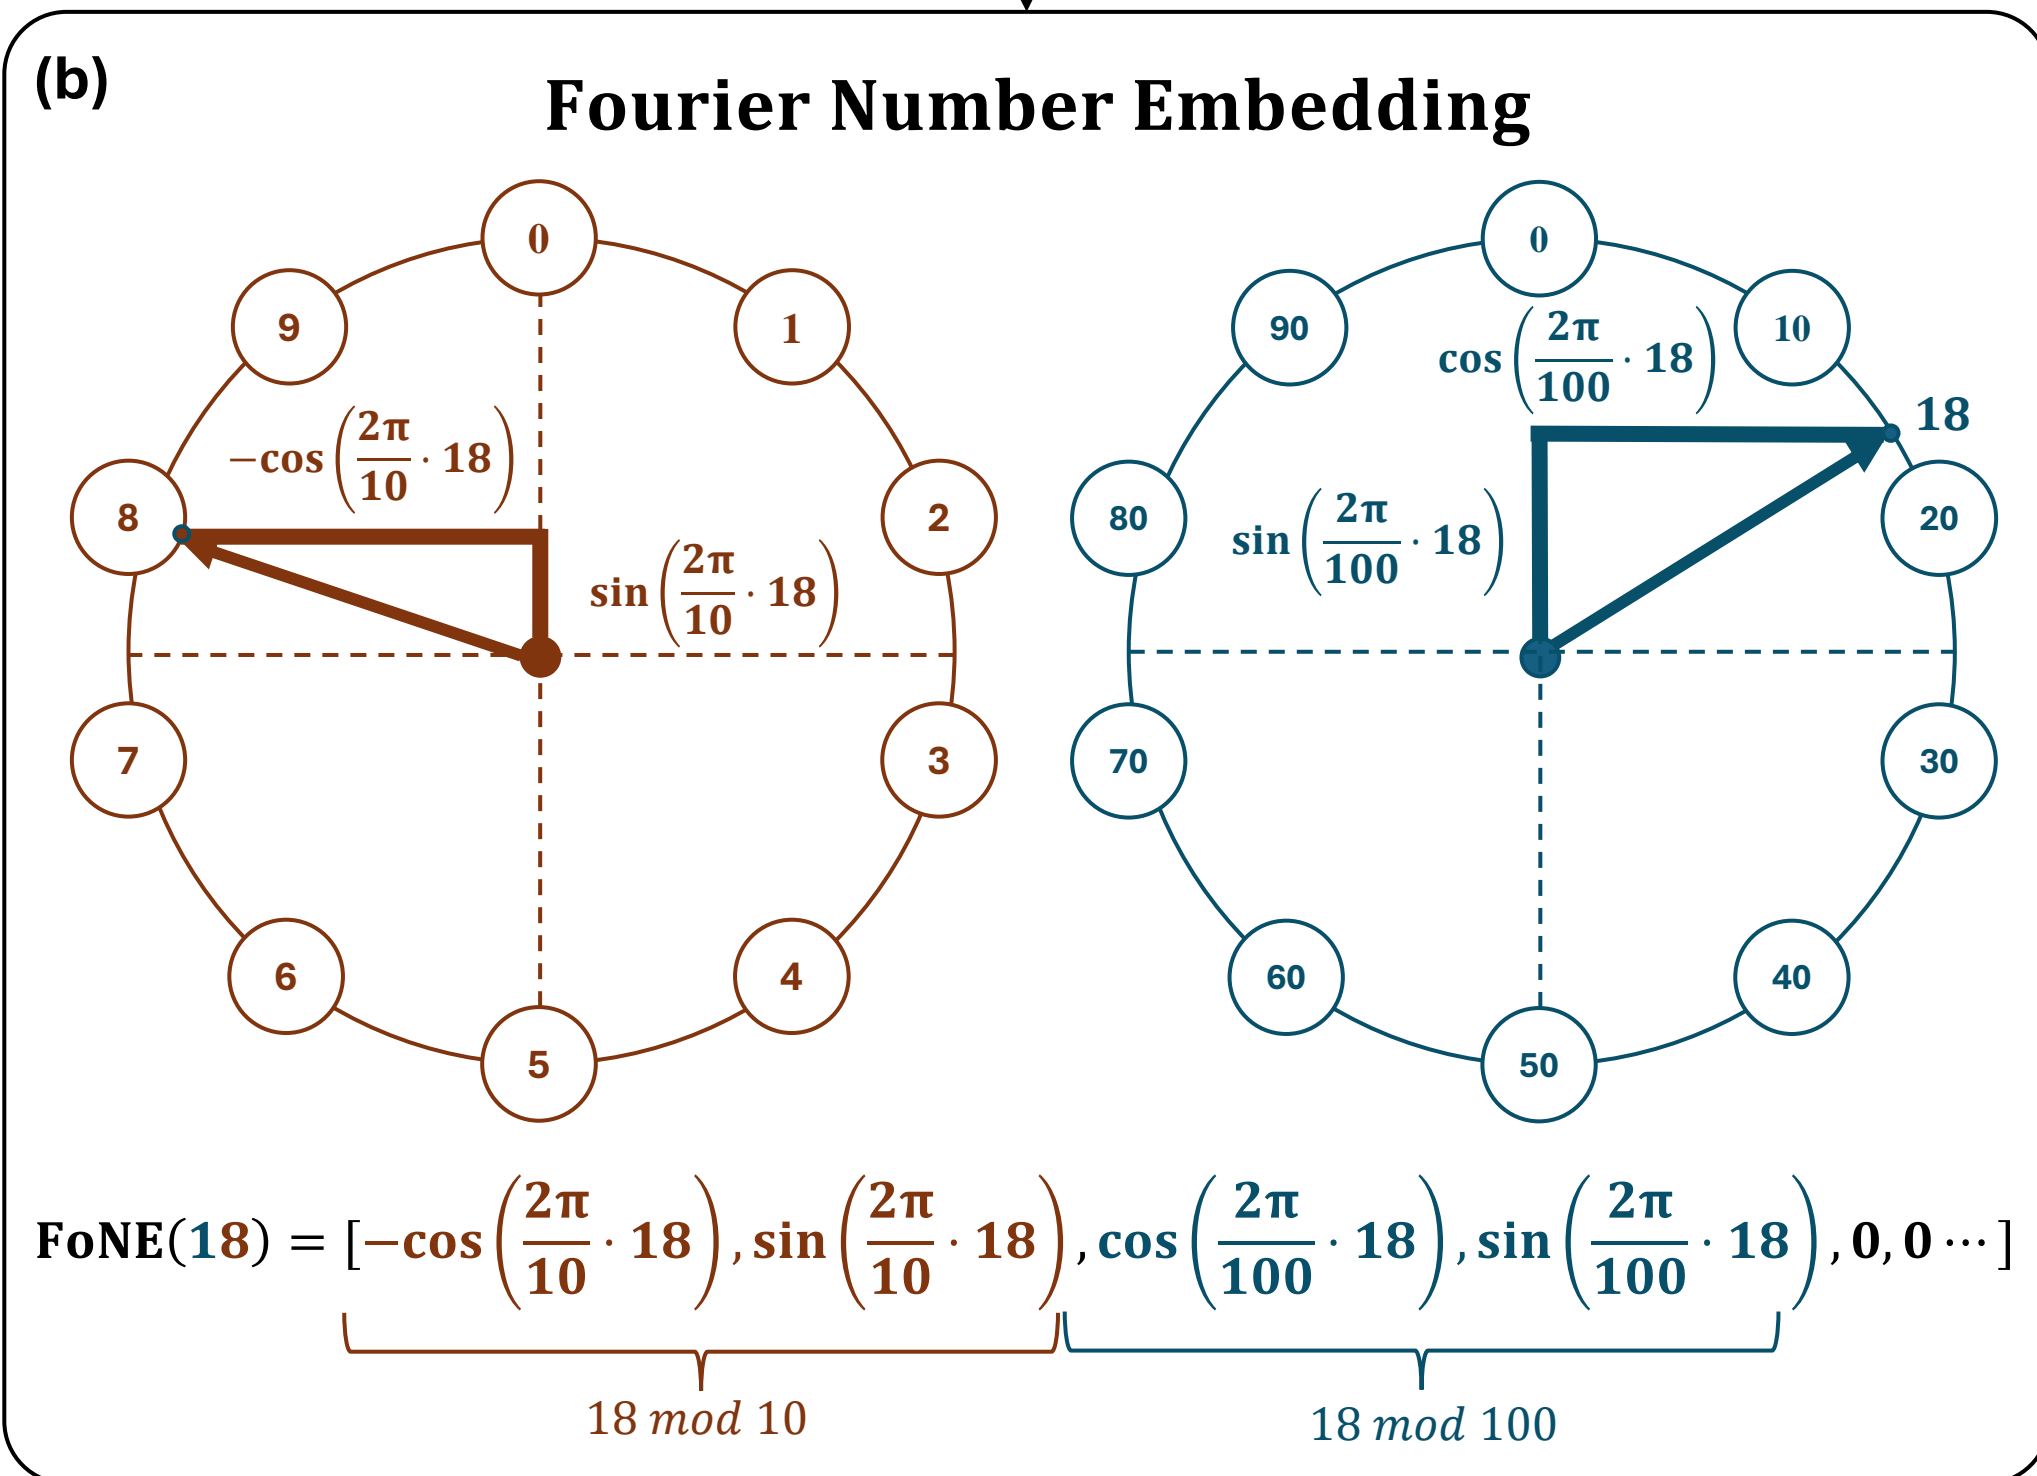 (b)
Fourier Number Embedding
0
1
2
3
4
5
6
7
8
9
−cos(2π/10 · 18)
sin(2π/10 · 18)
0
10
18
20
30
40
50
60
70
80
90
cos(2π/100 · 18)
sin(2π/100 · 18)
FoNE(18) = [−cos(2π/10 · 18), sin(2π/10 · 18), cos(2π/100 · 18), sin(2π/100 · 18), 0, 0 ⋯ ]
18 mod 10
18 mod 100